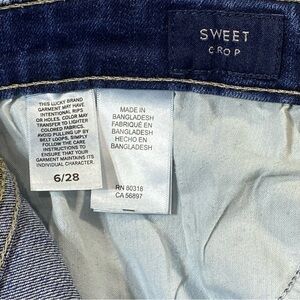 SWEET
CROP
THIS LUCKY BRAND
GARMENT MAY HAVE
INTENTIONAL RIPS
OR HOLES. COLOR MAY
TRANSFER TO LIGHTER
COLORED FABRICS.
AVOID PULLING UP BY
BELT LOOPS. SIMPLY
FOLLOW THE CARE
INSTRUCTIONS TO
ENSURE THAT YOUR
GARMENT MAINTAINS ITS
INDIVIDUAL CHARACTER.
6/28
MADE IN
BANGLADESH
FABRIQUÉ EN
BANGLADESH
HECHO EN
BANGLADESH
RN 80318
CA 56897